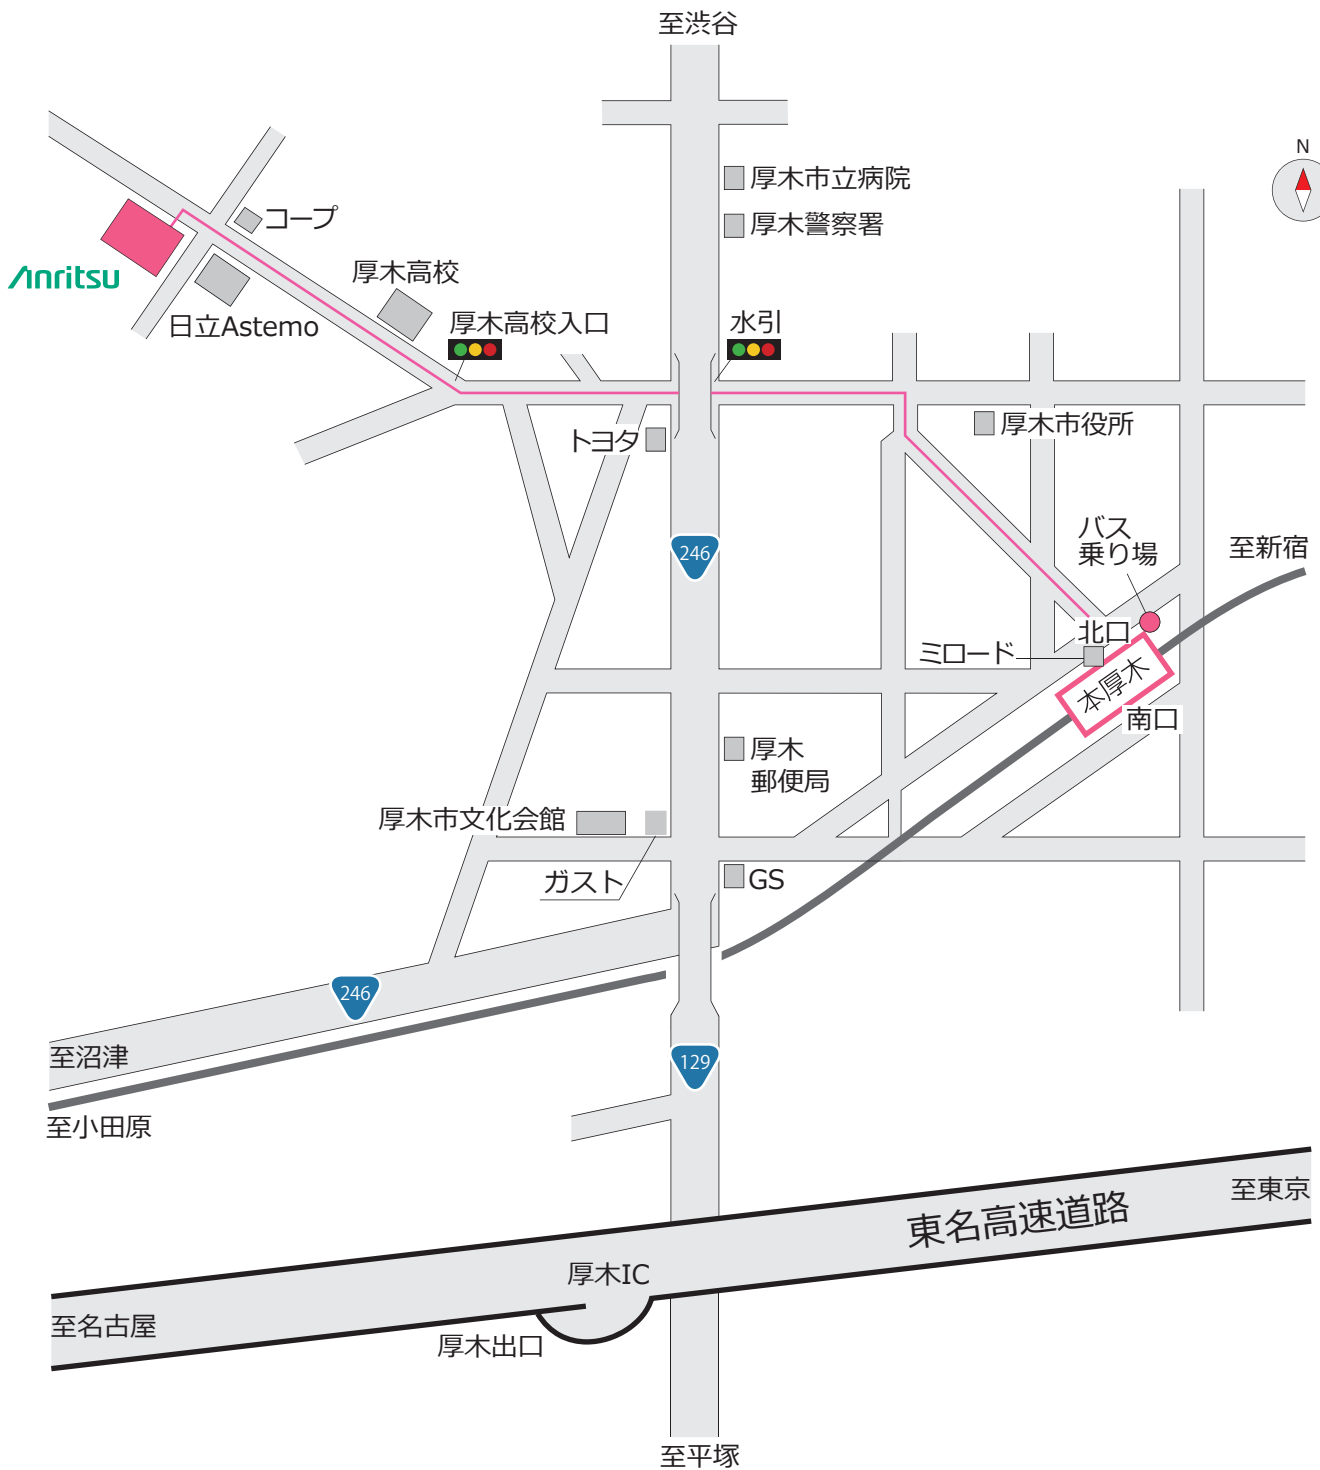 至渋谷
N
厚木市立病院
厚木警察署
コープ
Anritsu
厚木高校
日立Astemo
厚木高校入口
水引
トヨタ
厚木市役所
246
バス
乗り場
至新宿
北口
ミロード
本厚木
南口
厚木
郵便局
厚木市文化会館
ガスト
GS
246
至沼津
129
至小田原
至東京
東名高速道路
厚木IC
至名古屋
厚木出口
至平塚